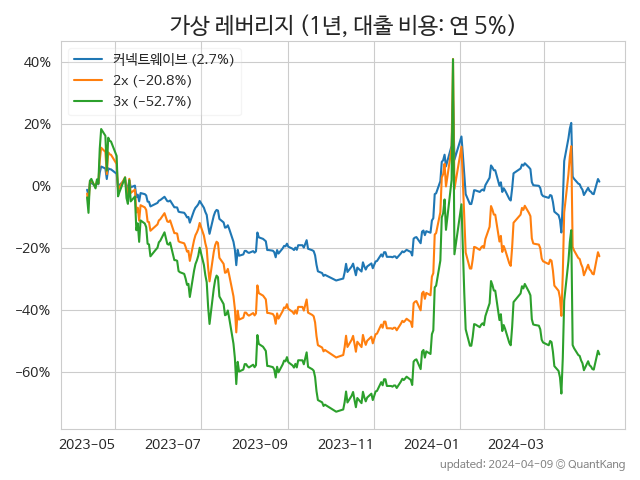 가상 레버리지 (1년, 대출 비용: 연 5%)
커넥트웨이브 (2.7%)
2x (−20.8%)
3x (−52.7%)
40%
20%
0%
−20%
−40%
−60%
2023-05 2023-07 2023-09 2023-11 2024-01 2024-03
updated: 2024-04-09 © QuantKang